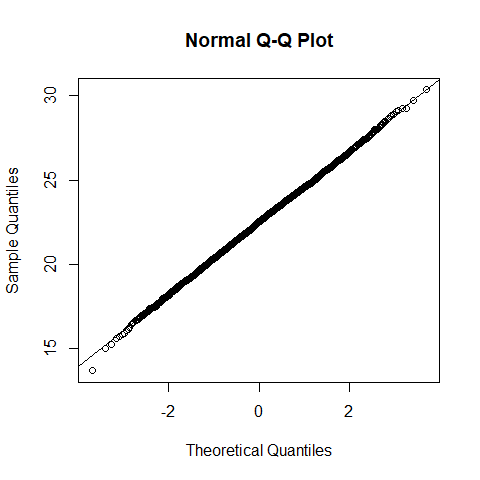 Normal Q-Q Plot
30
25
20
15
Sample Quantiles
-2 0 2
Theoretical Quantiles